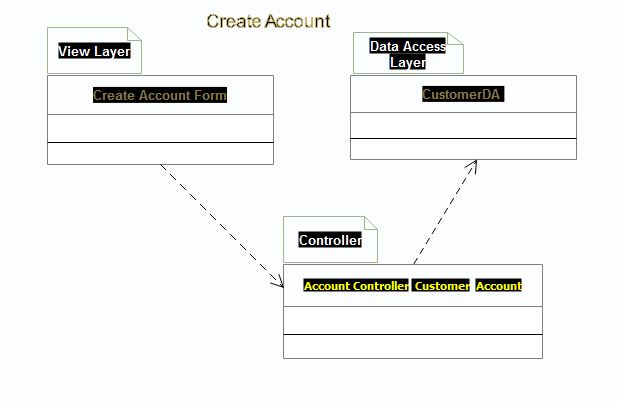 Create Account
View Layer
Data Access
Layer
Create Account Form
CustomerDA
Controller
Account Controller Customer Account